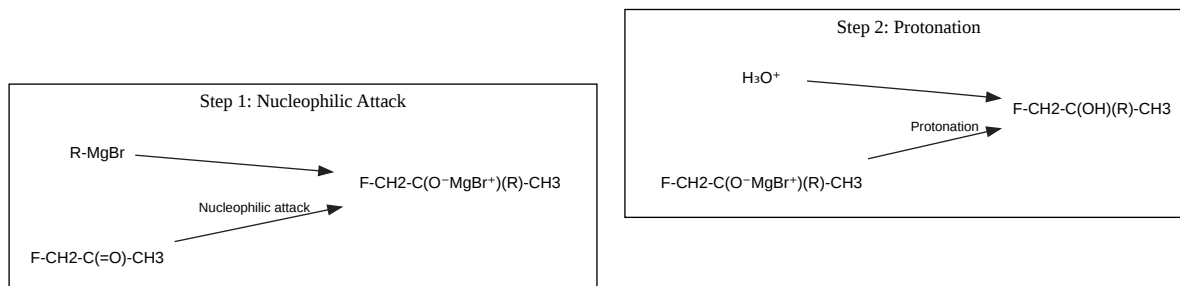 Step 1: Nucleophilic Attack
R-MgBr
F-CH2-C(O⁻MgBr⁺)(R)-CH3
Nucleophilic attack
F-CH2-C(=O)-CH3
Step 2: Protonation
H₃O⁺
F-CH2-C(OH)(R)-CH3
Protonation
F-CH2-C(O⁻MgBr⁺)(R)-CH3